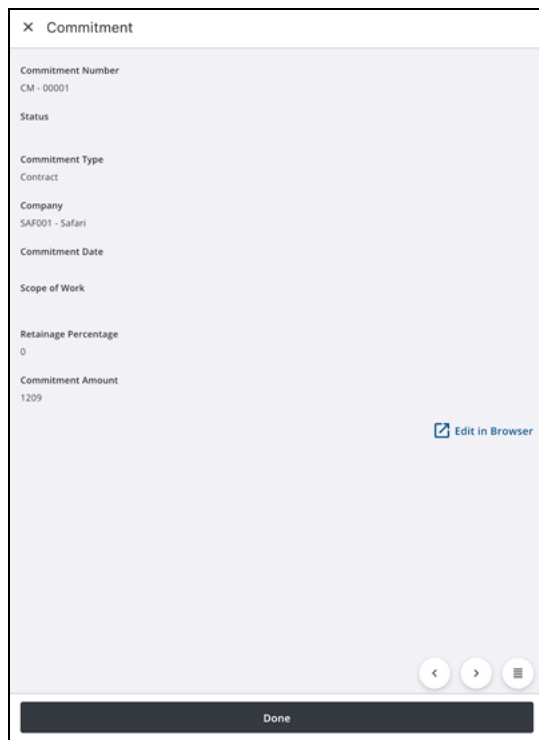 Commitment
Commitment Number
CM - 00001
Status
Commitment Type
Contract
Company
SAF001 - Safari
Commitment Date
Scope of Work
Retainage Percentage
0
Commitment Amount
1209
Edit in Browser
Done